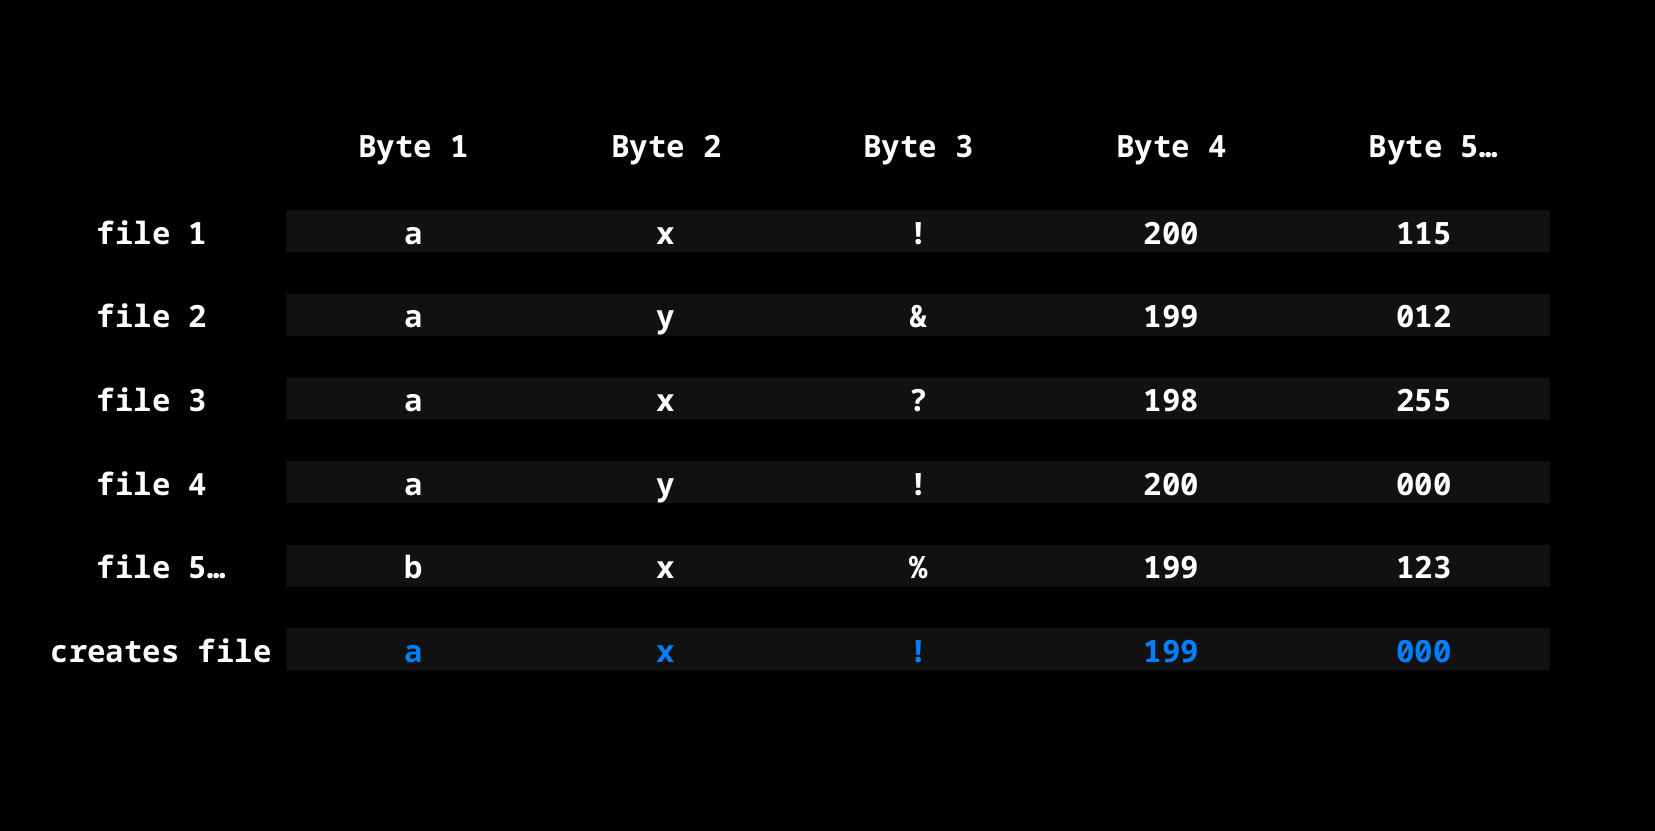 Byte 1 Byte 2 Byte 3 Byte 4 Byte 5…
file 1 a x ! 200 115
file 2 a y & 199 012
file 3 a x ? 198 255
file 4 a y ! 200 000
file 5… b x % 199 123
creates file a x ! 199 000